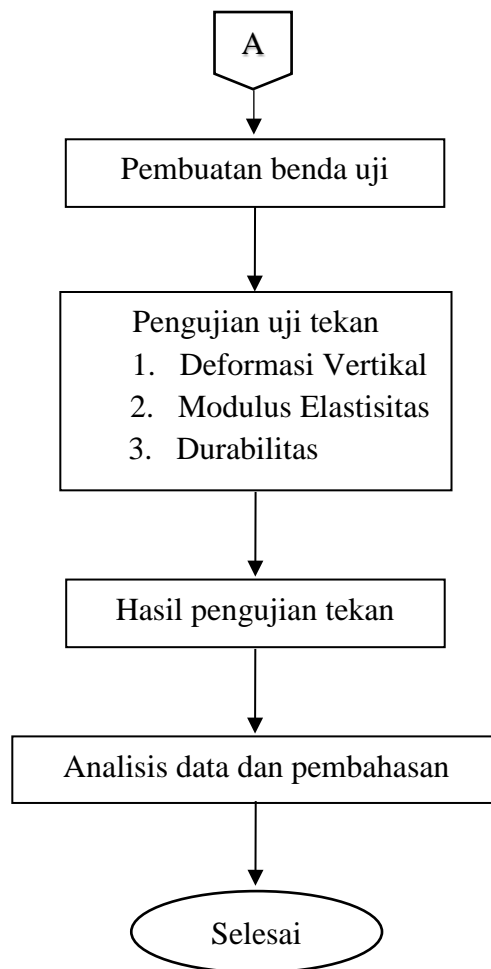 A
Pembuatan benda uji
Pengujian uji tekan
1. Deformasi Vertikal
2. Modulus Elastisitas
3. Durabilitas
Hasil pengujian tekan
Analisis data dan pembahasan
Selesai